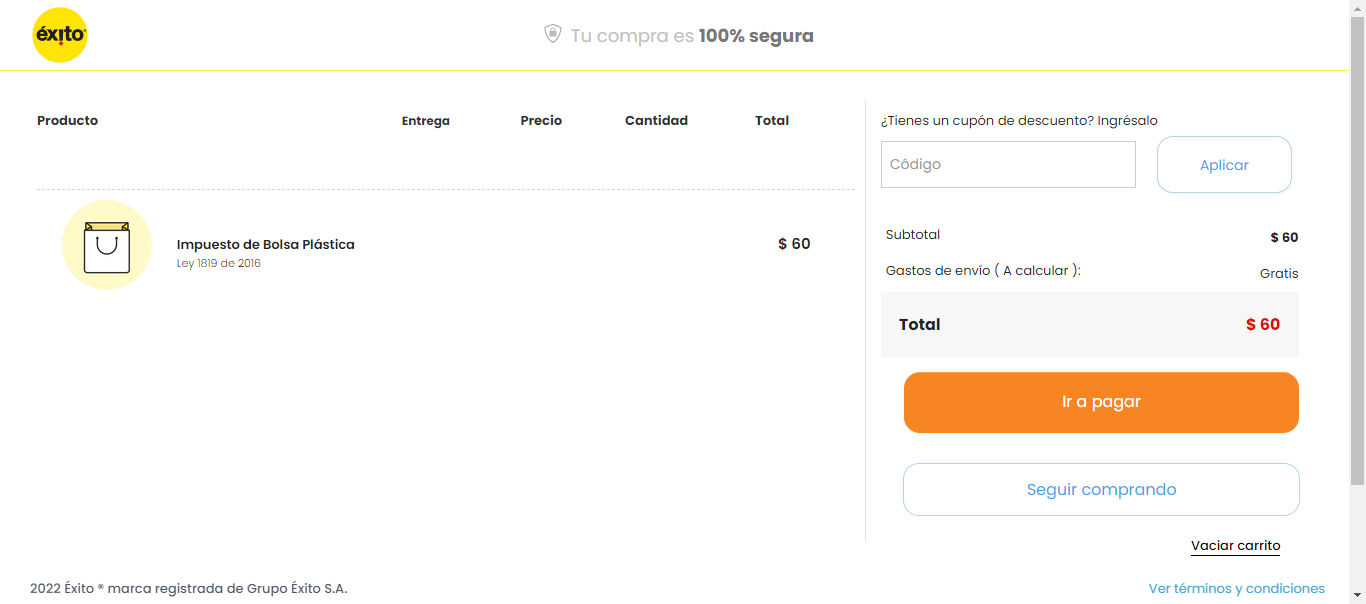 éxito
Tu compra es 100% segura
Producto Entrega Precio Cantidad Total
Impuesto de Bolsa Plástica $ 60
Ley 1819 de 2016
¿Tienes un cupón de descuento? Ingrésalo
Código Aplicar
Subtotal $ 60
Gastos de envío ( A calcular ): Gratis
Total $ 60
Ir a pagar
Seguir comprando
Vaciar carrito
2022 Éxito ® marca registrada de Grupo Éxito S.A. Ver términos y condiciones